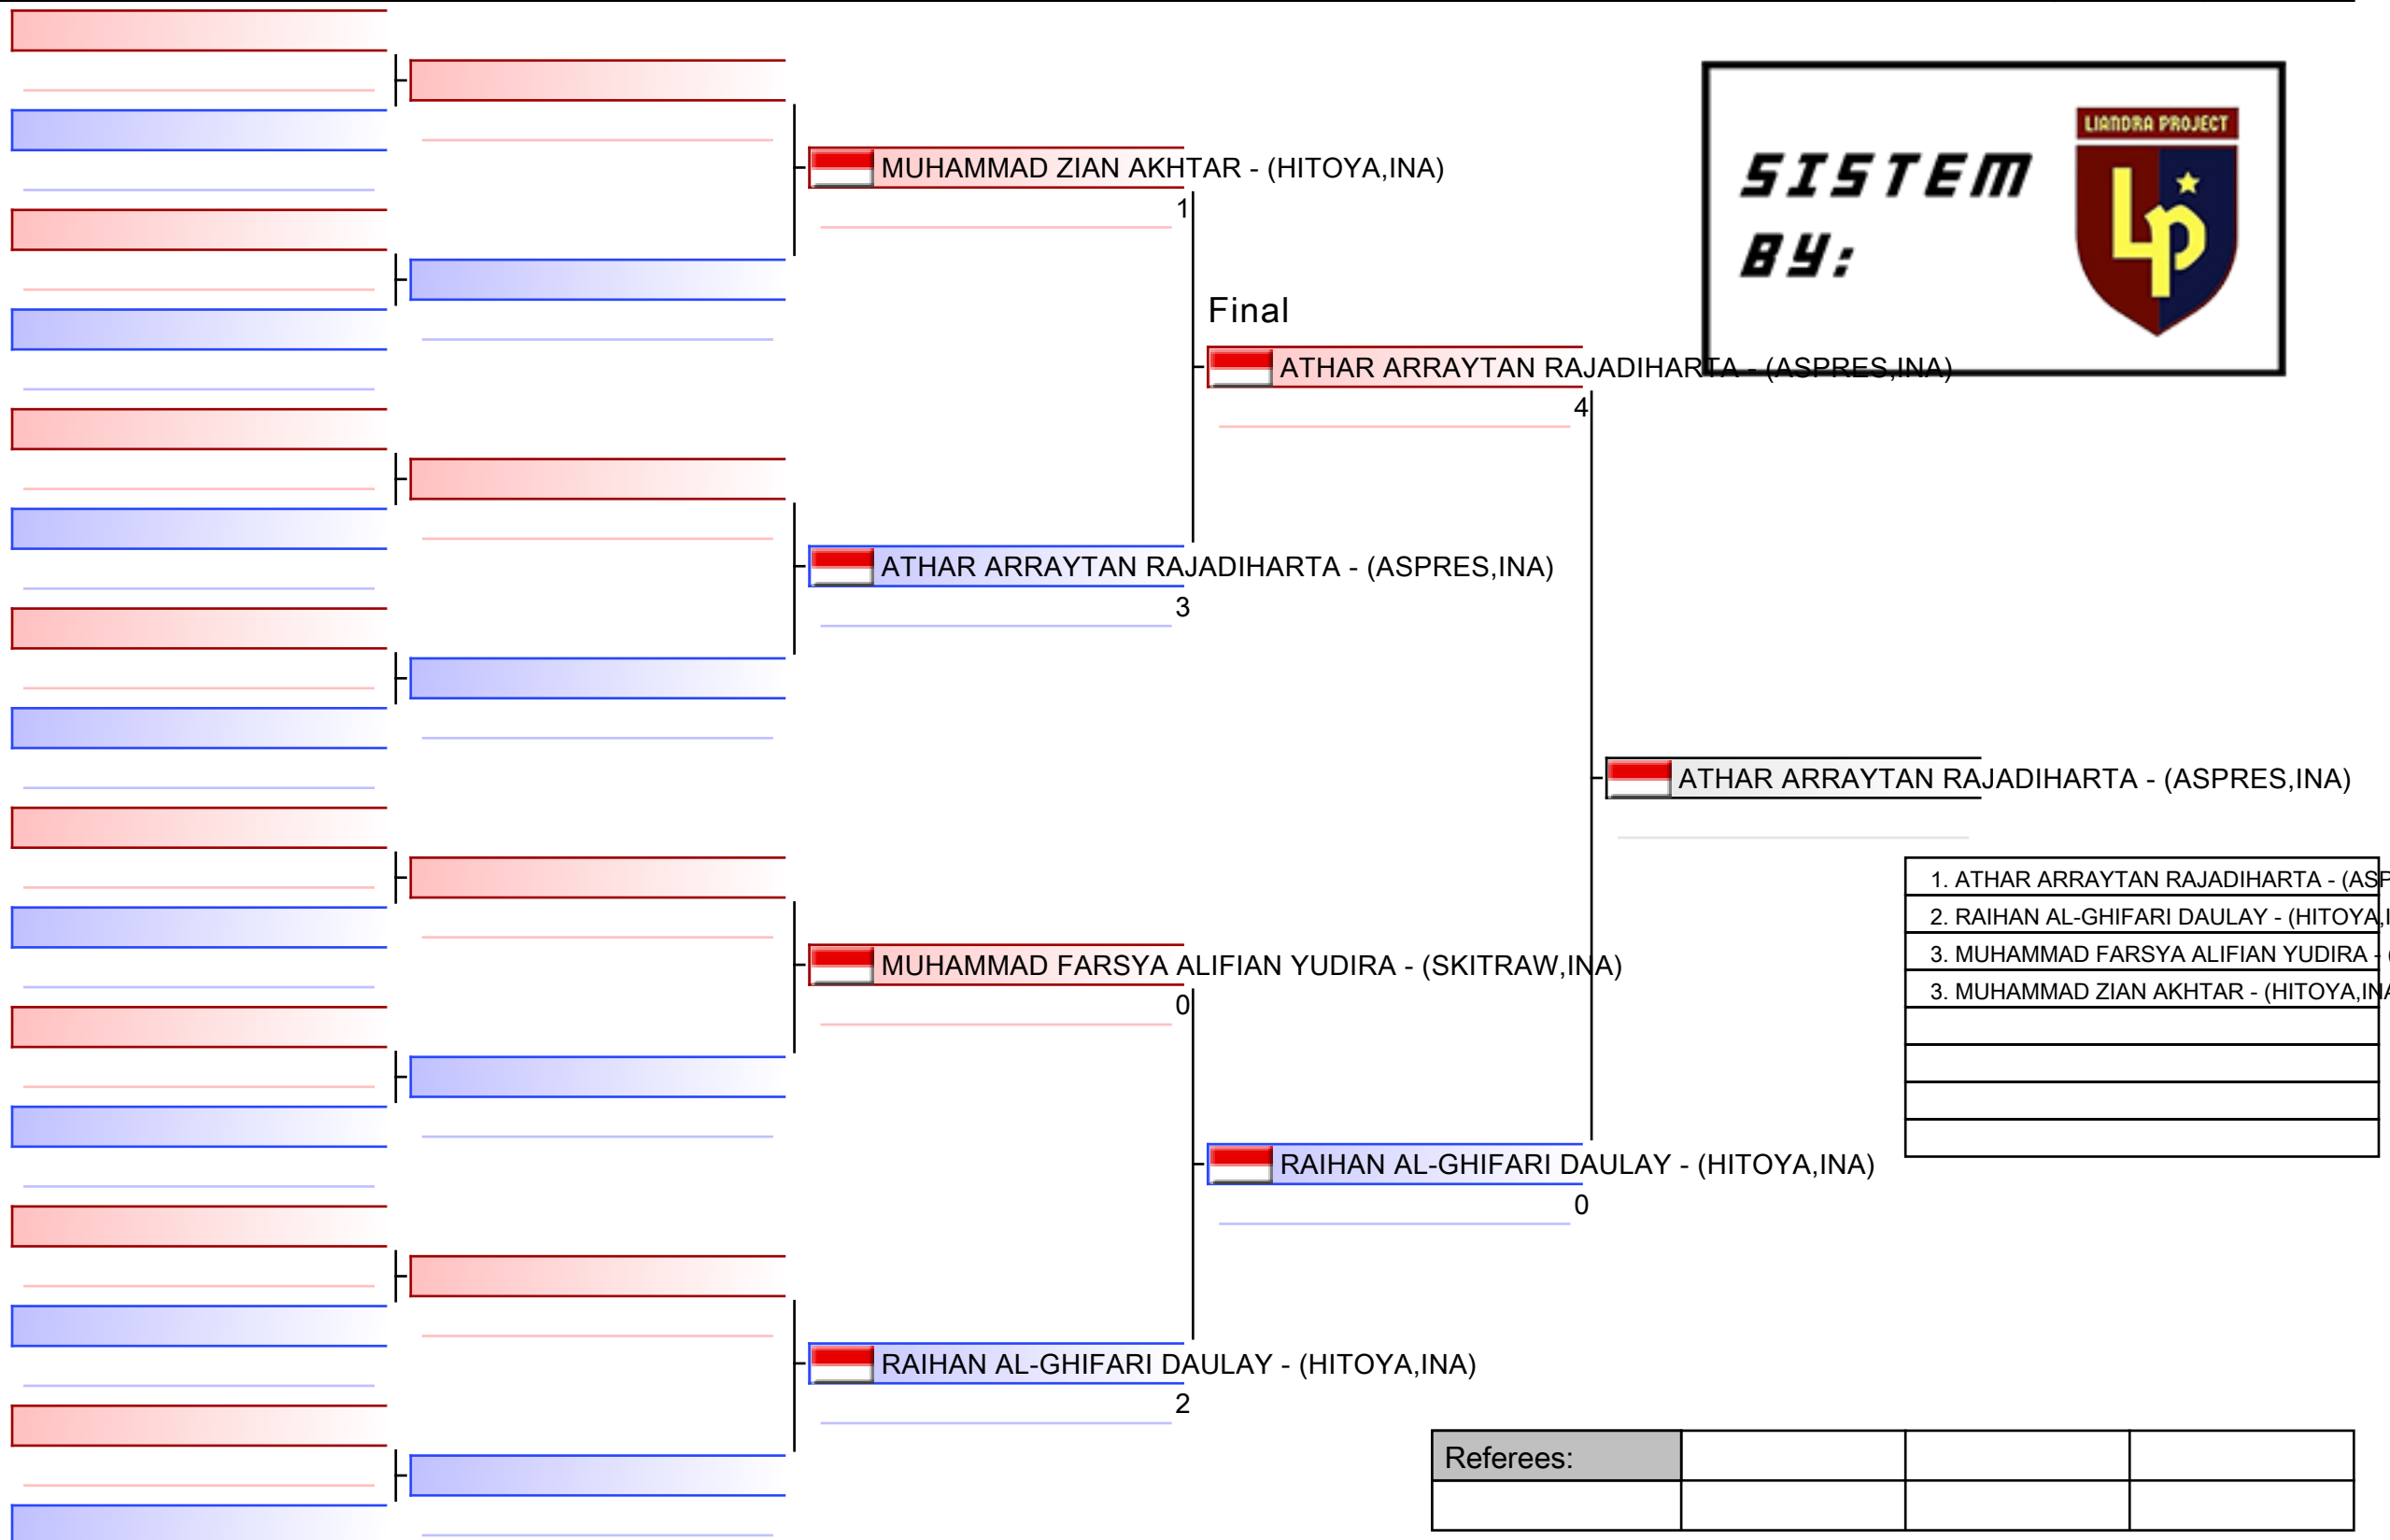 LIANDRA PROJECT
SISTEM
BY:
Lp
MUHAMMAD ZIAN AKHTAR - (HITOYA,INA)
1
Final
ATHAR ARRAYTAN RAJADIHARTA - (ASPRES,INA)
4
ATHAR ARRAYTAN RAJADIHARTA - (ASPRES,INA)
3
ATHAR ARRAYTAN RAJADIHARTA - (ASPRES,INA)
1. ATHAR ARRAYTAN RAJADIHARTA - (ASP
2. RAIHAN AL-GHIFARI DAULAY - (HITOYA,I
3. MUHAMMAD FARSYA ALIFIAN YUDIRA - (
3. MUHAMMAD ZIAN AKHTAR - (HITOYA,INA
MUHAMMAD FARSYA ALIFIAN YUDIRA - (SKITRAW,INA)
0
RAIHAN AL-GHIFARI DAULAY - (HITOYA,INA)
0
RAIHAN AL-GHIFARI DAULAY - (HITOYA,INA)
2
Referees: